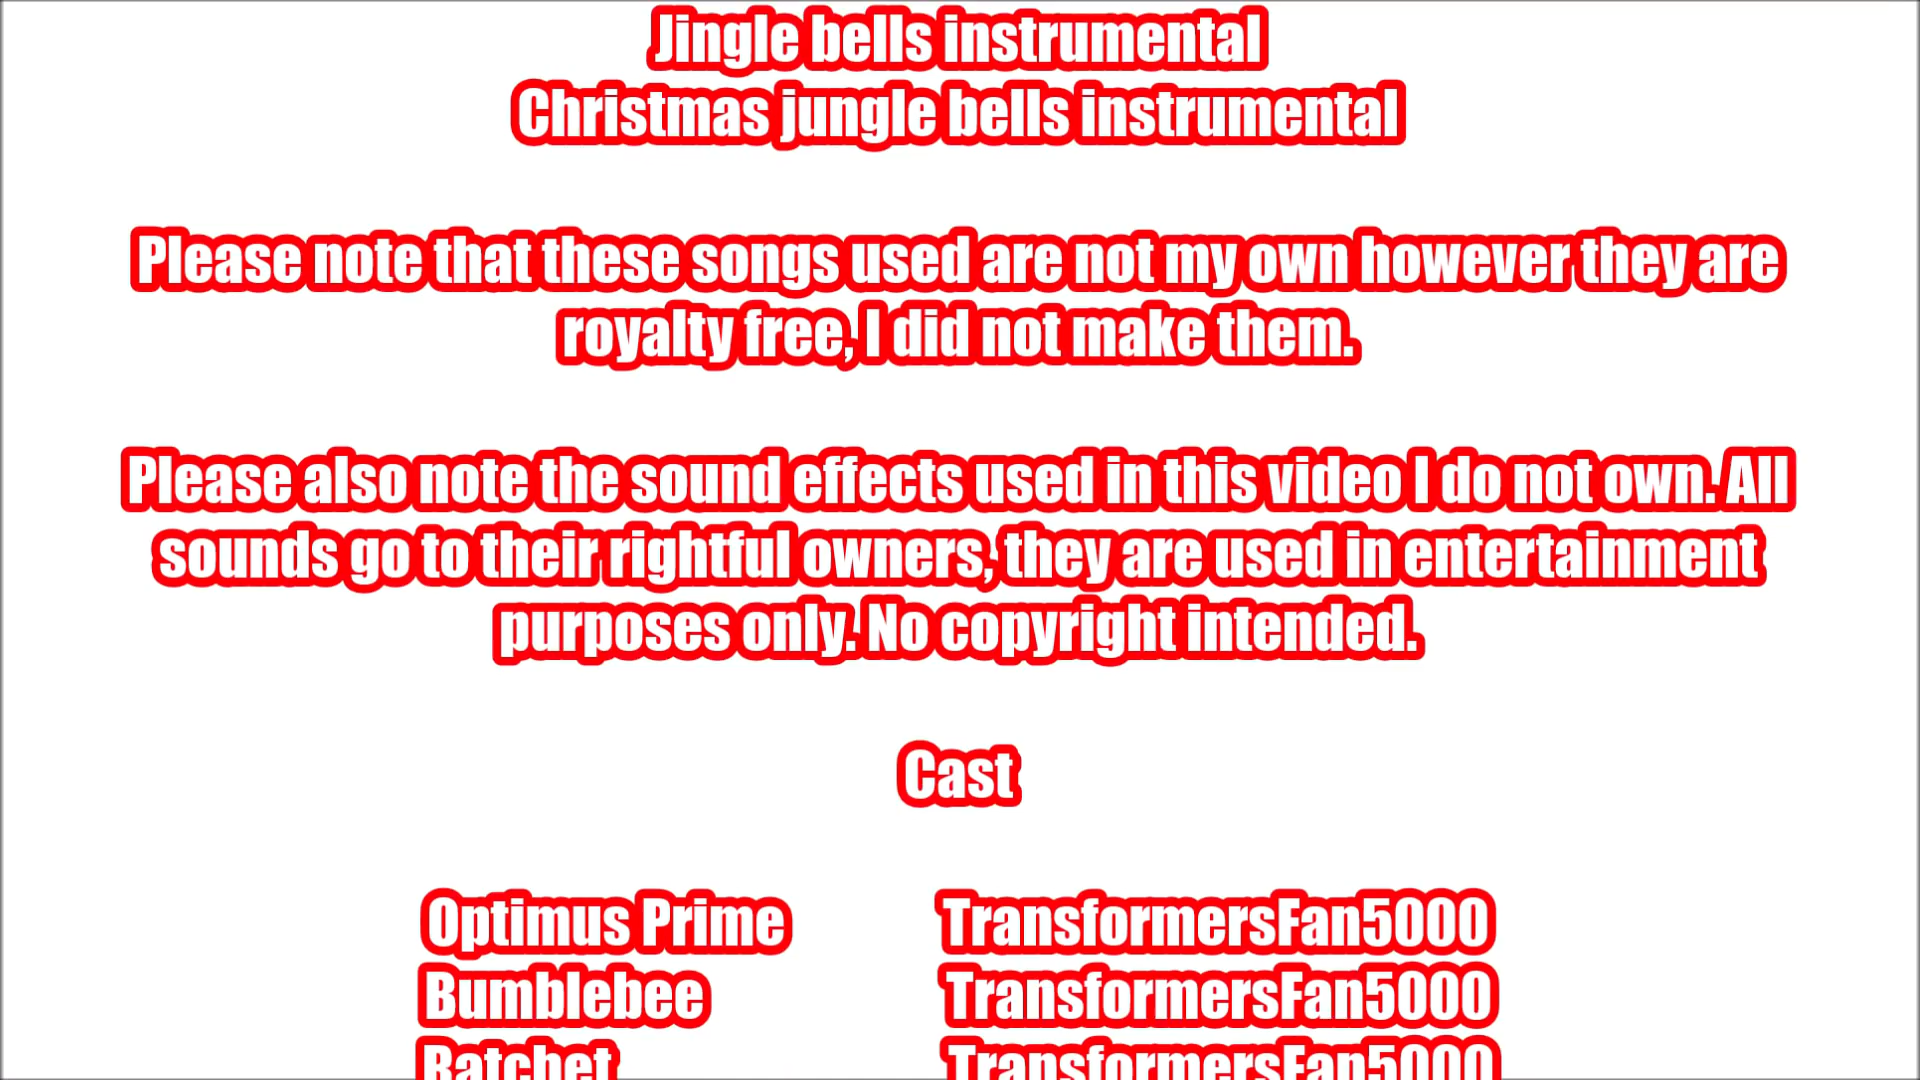 Jingle bells instrumental
Christmas jungle bells instrumental
Please note that these songs used are not my own however they are
royalty free, I did not make them.
Please also note the sound effects used in this video I do not own. All
sounds go to their rightful owners, they are used in entertainment
purposes only. No copyright intended.
Cast
Optimus Prime TransformersFan5000
Bumblebee TransformersFan5000
Ratchet TransformersFan5000